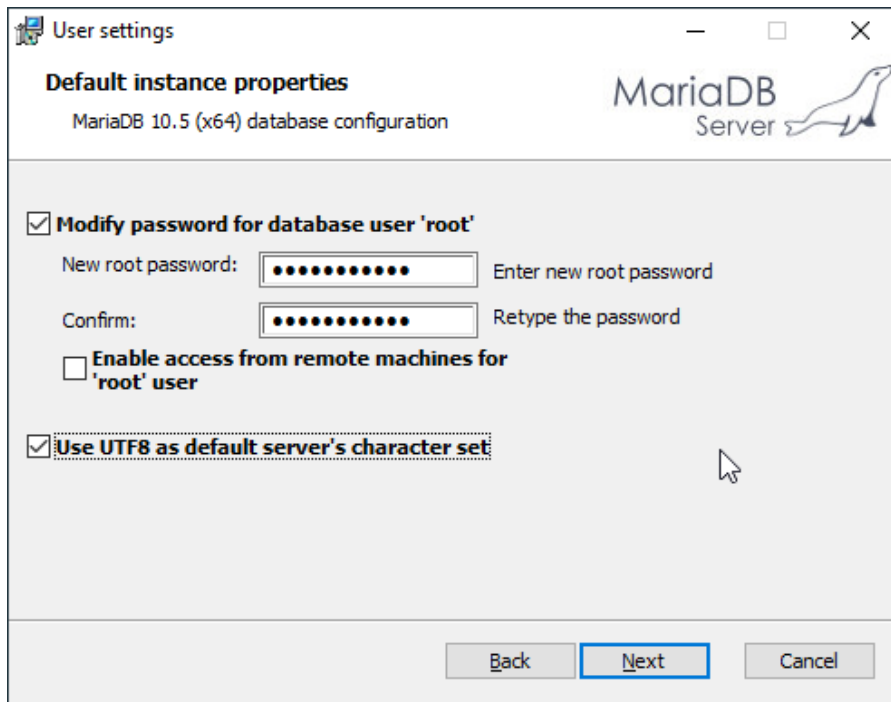 User settings
Default instance properties
MariaDB 10.5 (x64) database configuration
MariaDB
Server
Modify password for database user 'root'
New root password: ●●●●●●●●●●● Enter new root password
Confirm: ●●●●●●●●●●● Retype the password
Enable access from remote machines for
'root' user
Use UTF8 as default server's character set
Back Next Cancel